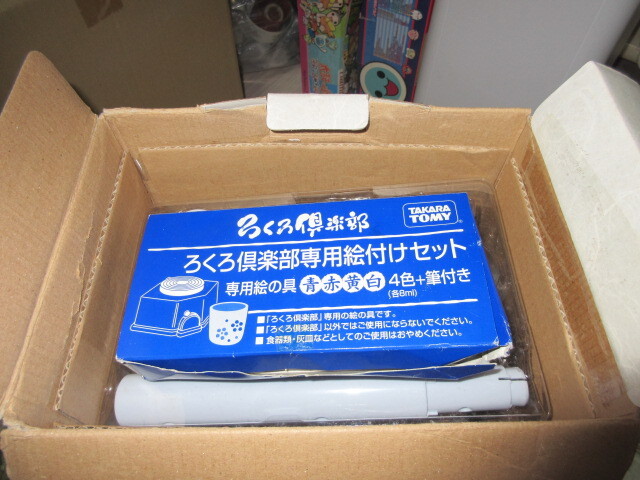 ろくろ倶楽部
TAKARA
TOMY
ろくろ倶楽部専用絵付けセット
専用絵の具 青赤黄白 4色+筆付き
(各8ml)
■「ろくろ倶楽部」専用の絵の具です。
■「ろくろ倶楽部」以外ではご使用にならないでください。
■食器類・灰皿などとしてのご使用はおやめください。